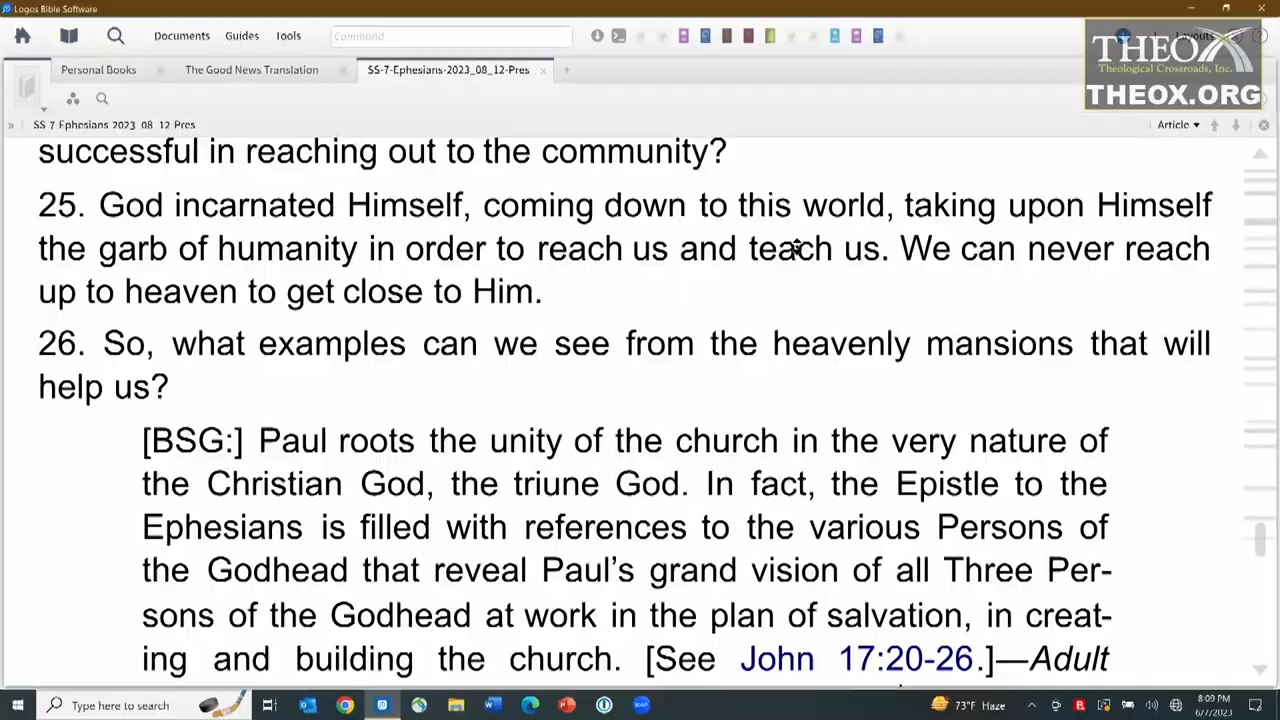 Logos Bible Software
Documents Guides Tools Command
THEOX
Theological Crossroads, Inc.
THEOX.ORG
Personal Books The Good News Translation SS-7-Ephesians-2023_08_12-Pres
SS-7-Ephesians-2023_08_12-Pres Article
successful in reaching out to the community?
25. God incarnated Himself, coming down to this world, taking upon Himself
the garb of humanity in order to reach us and teach us. We can never reach
up to heaven to get close to Him.
26. So, what examples can we see from the heavenly mansions that will
help us?
[BSG:] Paul roots the unity of the church in the very nature of
the Christian God, the triune God. In fact, the Epistle to the
Ephesians is filled with references to the various Persons of
the Godhead that reveal Paul’s grand vision of all Three Per-
sons of the Godhead at work in the plan of salvation, in creat-
ing and building the church. [See John 17:20-26.]—Adult
Type here to search 73°F Haze 8:09 PM
6/7/2023